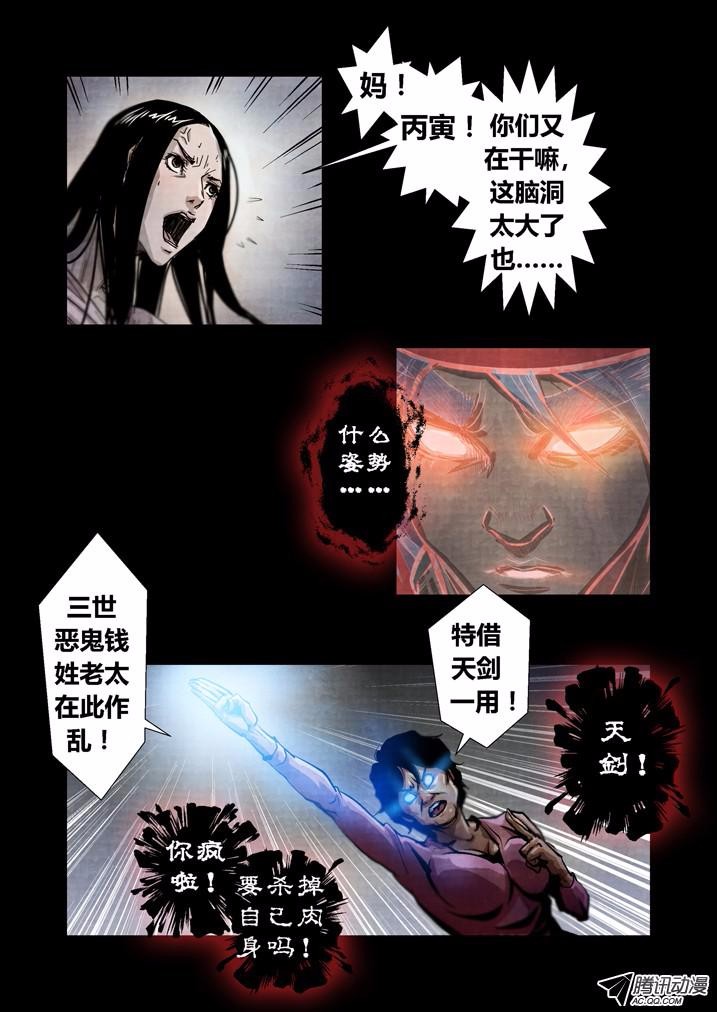 妈！
丙寅！
你们又
在干嘛，
这脑洞
太大了
也……
什么
姿势
……
三世
恶鬼钱
姓老太
在此作
乱！
特借
天剑
一用！
天
剑！
你疯
啦！
要杀掉
自己肉
身吗！
腾讯动漫
AC.QQ.COM